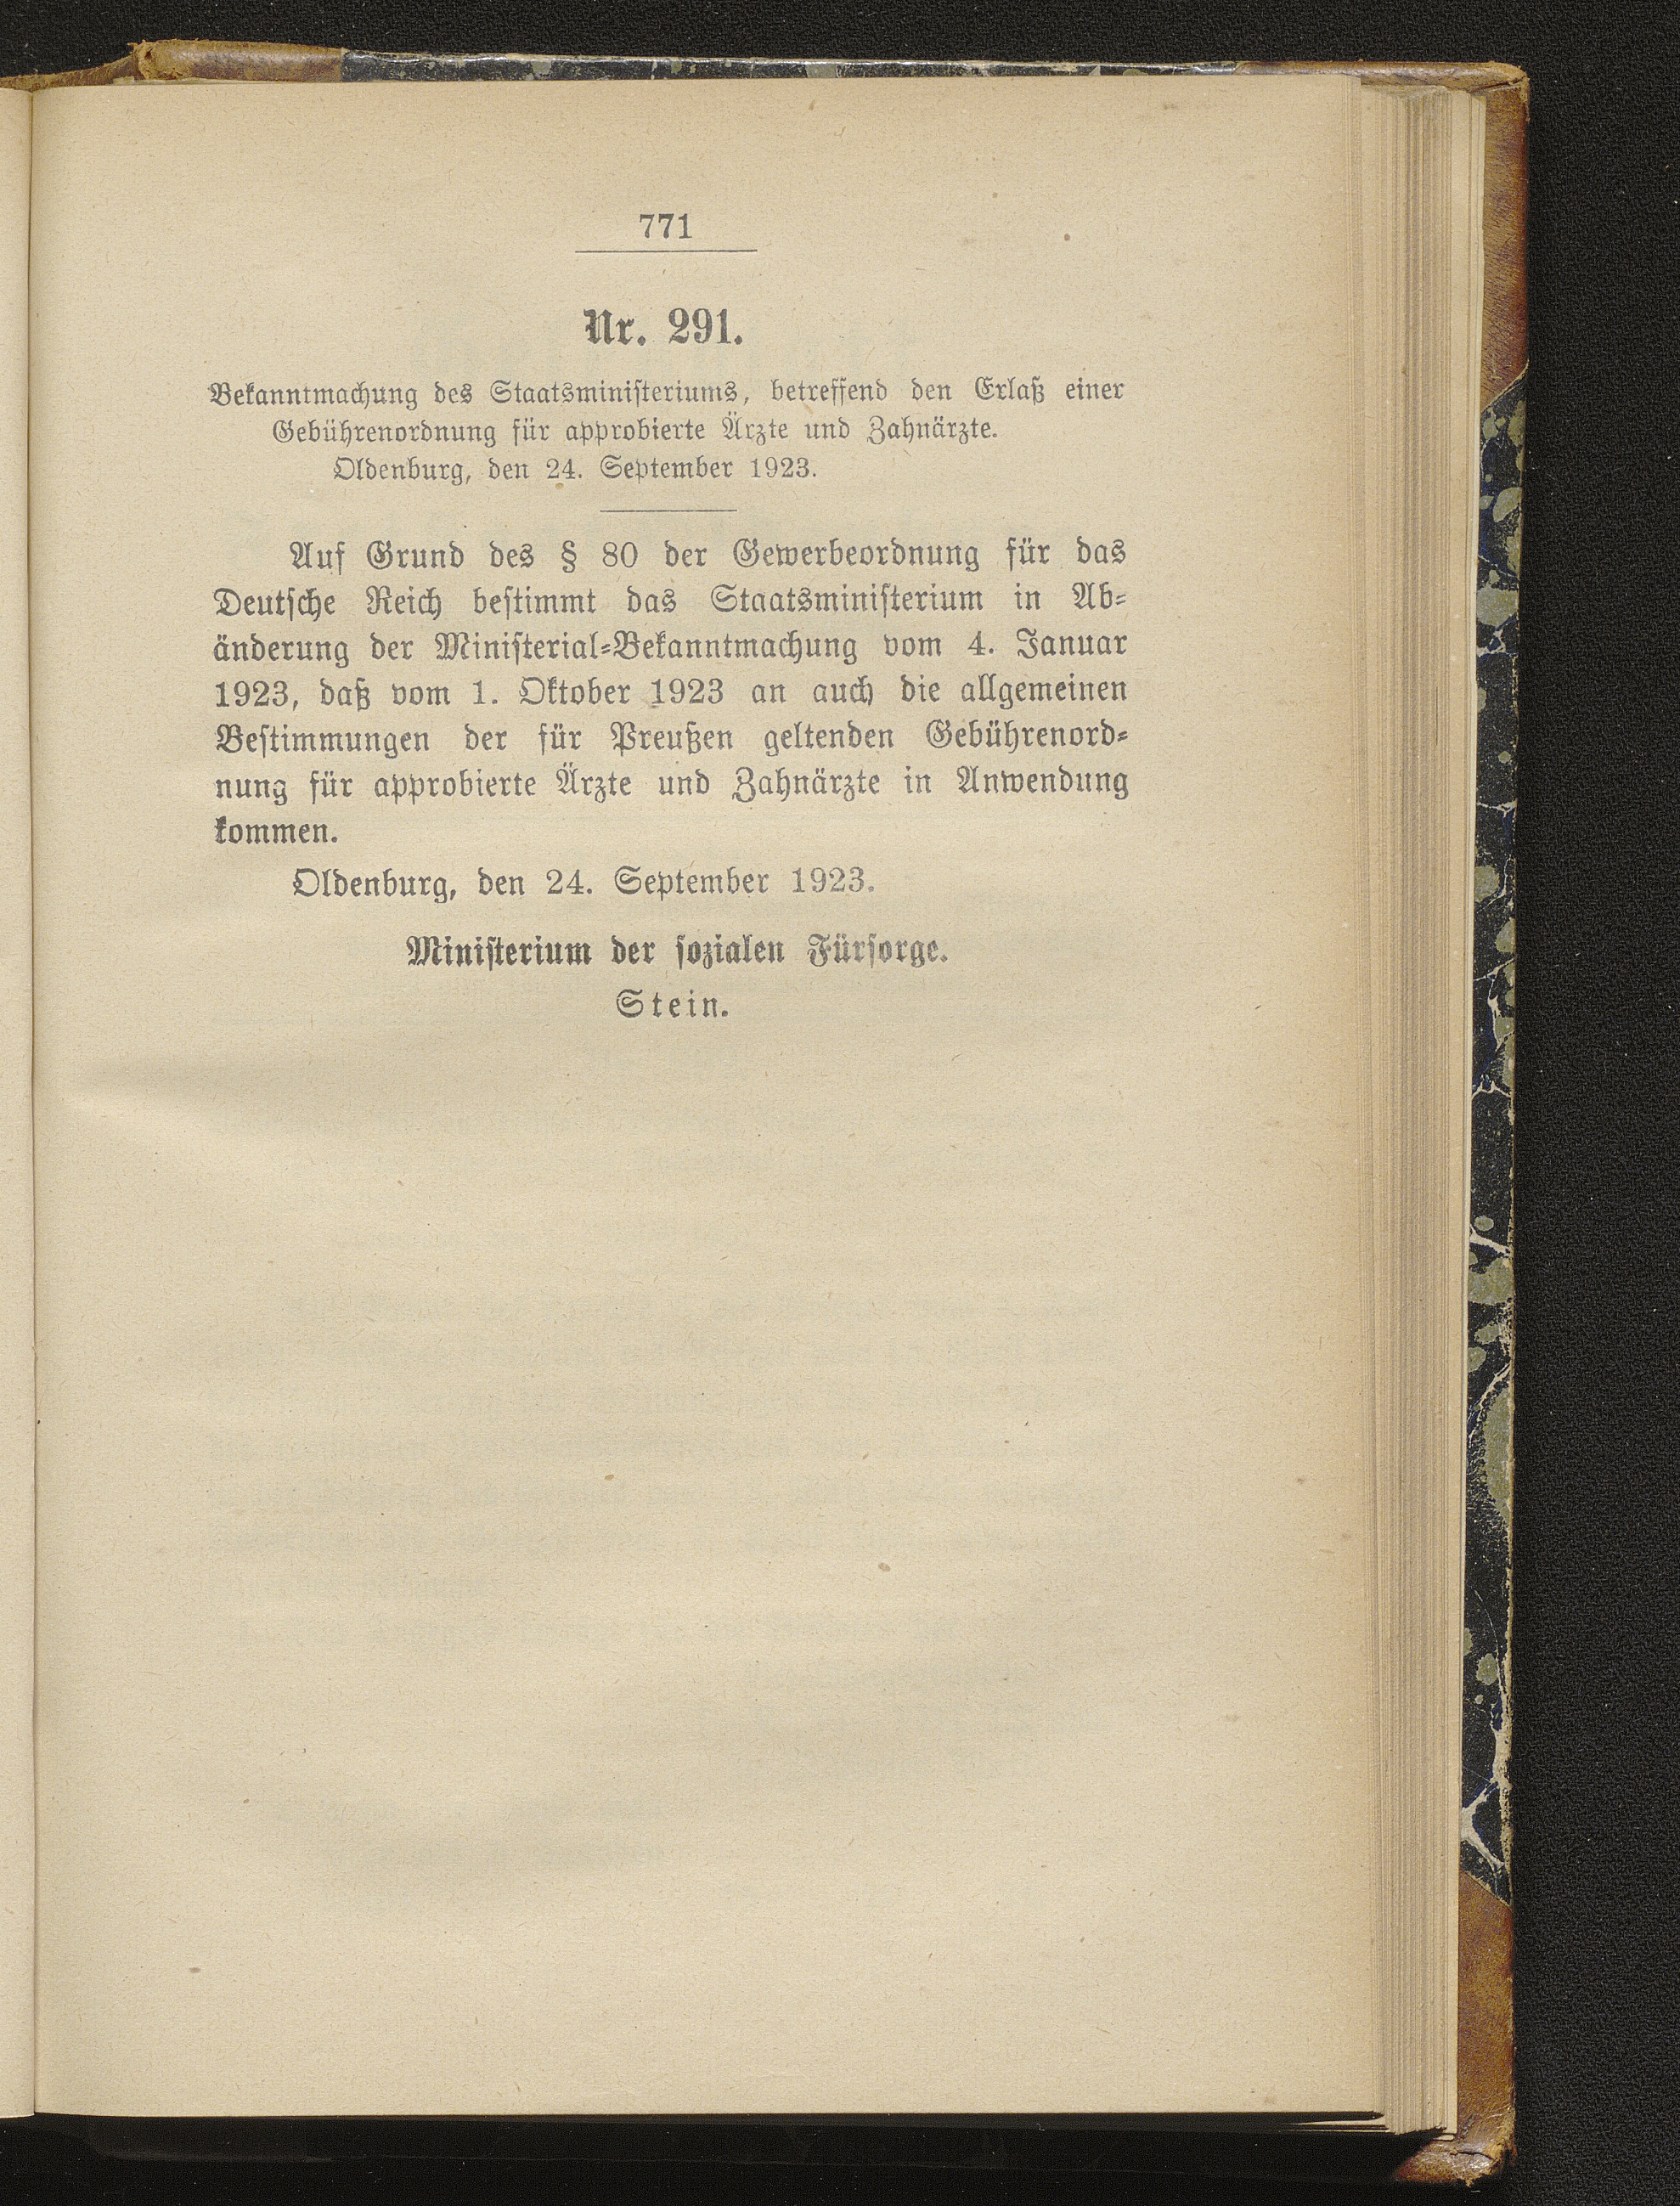 771
Nr. 291.
Bekanntmachung des Staatsministeriums, betreffend den Erlaß einer
Gebührenordnung für approbierte Ärzte und Zahnärzte.
Oldenburg, den 24. September 1923.
Auf Grund des § 80 der Gewerbeordnung für das
Deutsche Reich bestimmt das Staatsministerium in Ab-
änderung der Ministerial-Bekanntmachung vom 4. Januar
1923, daß vom 1. Oktober 1923 an auch die allgemeinen
Bestimmungen der für Preußen geltenden Gebührenord-
nung für approbierte Ärzte und Zahnärzte in Anwendung
kommen.
Oldenburg, den 24. September 1923.
Ministerium der sozialen Fürsorge.
Stein.